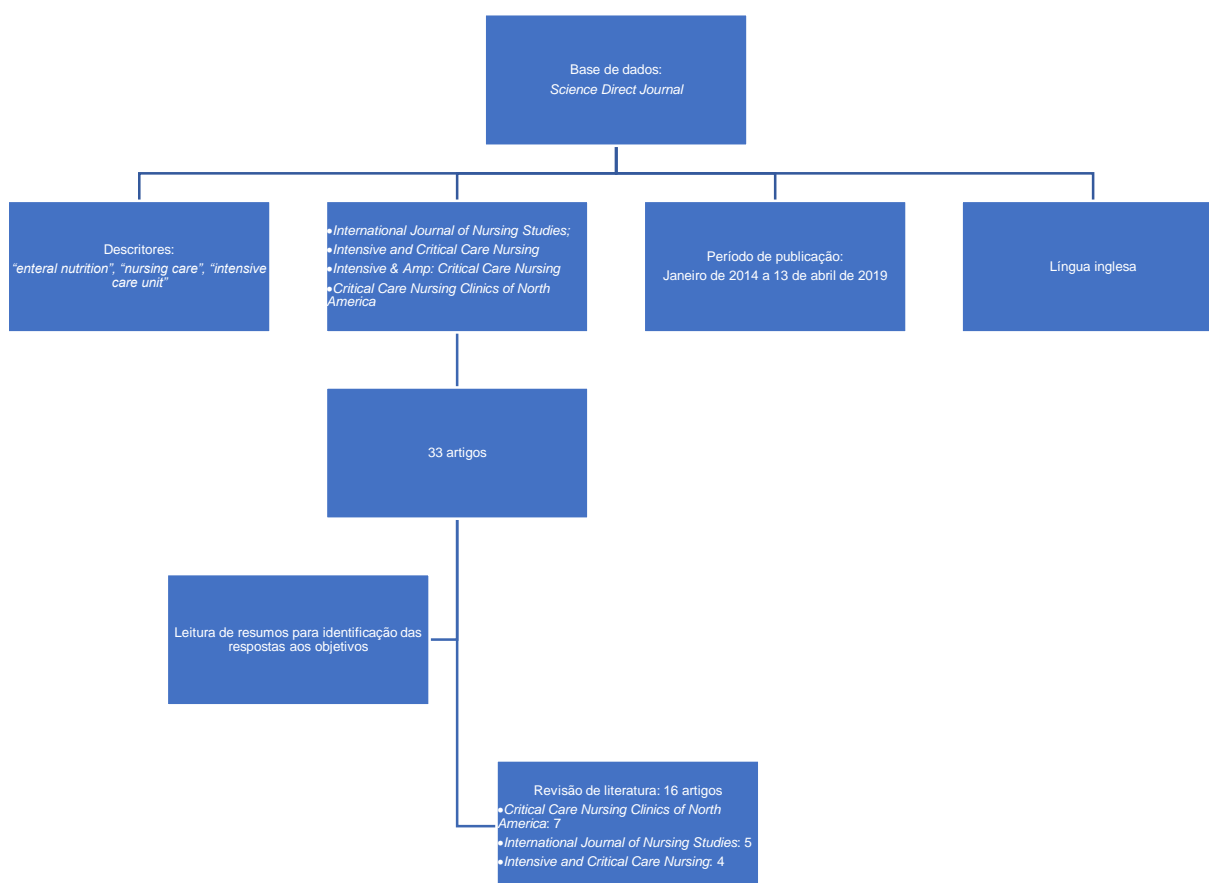 Base de dados:
Science Direct Journal
Descritores:
“enteral nutrition”, “nursing care”, “intensive
care unit”
•International Journal of Nursing Studies;
•Intensive and Critical Care Nursing
•Intensive & Amp: Critical Care Nursing
•Critical Care Nursing Clinics of North
America
Período de publicação:
Janeiro de 2014 a 13 de abril de 2019
Língua inglesa
33 artigos
Leitura de resumos para identificação das
respostas aos objetivos
Revisão de literatura: 16 artigos
•Critical Care Nursing Clinics of North
America: 7
•International Journal of Nursing Studies: 5
•Intensive and Critical Care Nursing: 4